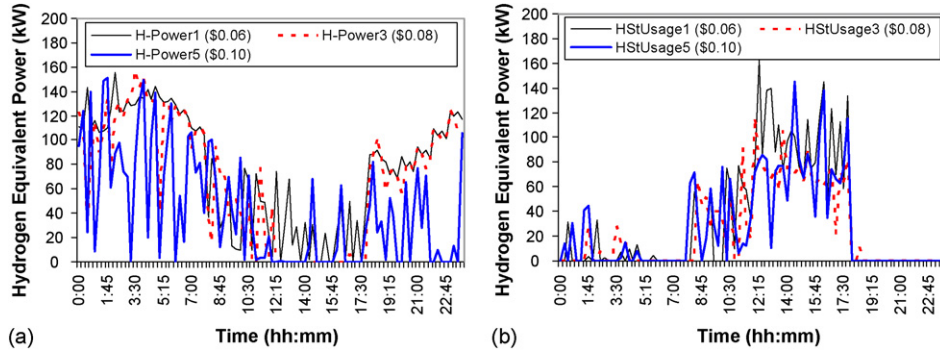 H-Power1 ($0.06) H-Power3 ($0.08)
H-Power5 ($0.10)
Hydrogen Equivalent Power (kW)
200
180
160
140
120
100
80
60
40
20
0
0:00 1:45 3:30 5:15 7:00 8:45 10:30 12:15 14:00 15:45 17:30 19:15 21:00 22:45
Time (hh:mm)
(a)
HStUsage1 ($0.06) HStUsage3 ($0.08)
HStUsage5 ($0.10)
Hydrogen Equivalent Power (kW)
200
180
160
140
120
100
80
60
40
20
0
0:00 1:45 3:30 5:15 7:00 8:45 10:30 12:15 14:00 15:45 17:30 19:15 21:00 22:45
Time (hh:mm)
(b)